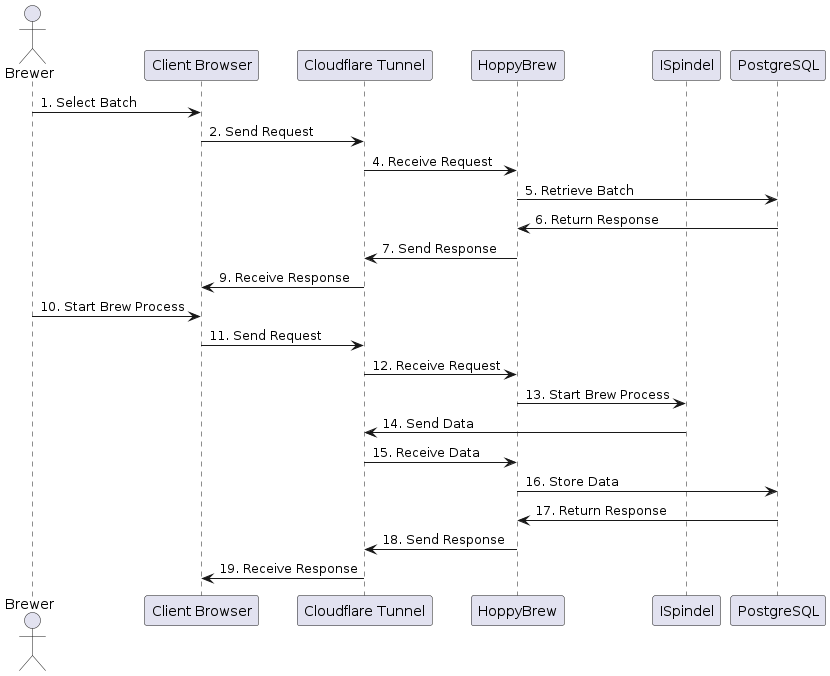 Brewer
Client Browser
Cloudflare Tunnel
HoppyBrew
ISpindel
PostgreSQL
1. Select Batch
2. Send Request
4. Receive Request
5. Retrieve Batch
6. Return Response
7. Send Response
9. Receive Response
10. Start Brew Process
11. Send Request
12. Receive Request
13. Start Brew Process
14. Send Data
15. Receive Data
16. Store Data
17. Return Response
18. Send Response
19. Receive Response
Brewer
Client Browser
Cloudflare Tunnel
HoppyBrew
ISpindel
PostgreSQL